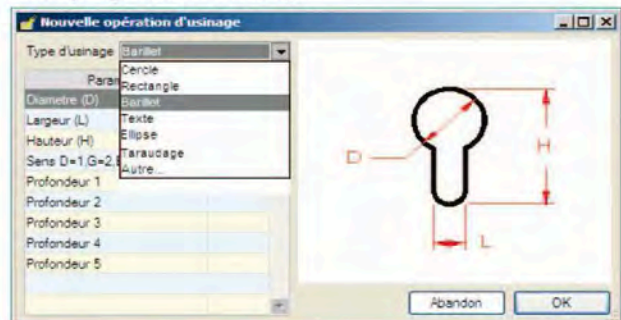 Nouvelle opération d'usinage
Type d'usinage Barillet
Cercle
Rectangle
Barillet
Texte
Ellipse
Taraudage
Autre...
Param
Diametre (D)
Largeur (L)
Hauteur (H)
Sens D=1,G=2,
Profondeur 1
Profondeur 2
Profondeur 3
Profondeur 4
Profondeur 5
D
H
L
Abandon
OK